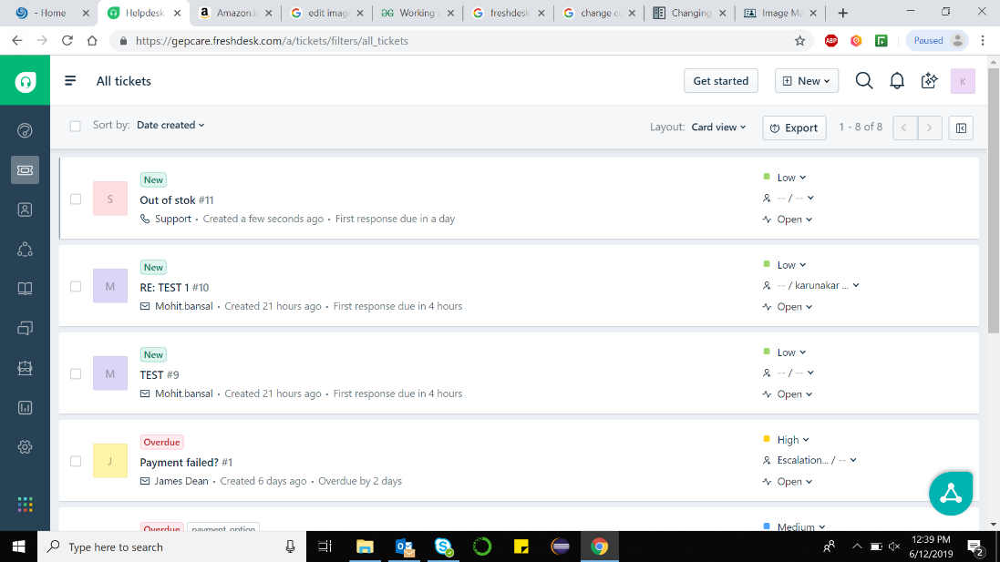 - Home
Helpdesk
Amazon.i
edit imag
Working
freshdesk
change co
Changing
Image Ma
https://gepcare.freshdesk.com/a/tickets/filters/all_tickets
ABP
Paused
All tickets
Get started
New
K
Sort by: Date created
Layout: Card view
Export
1 - 8 of 8
New
S
Out of stok #11
Support • Created a few seconds ago • First response due in a day
Low
-- / --
Open
New
M
RE: TEST 1 #10
Mohit.bansal • Created 21 hours ago • First response due in 4 hours
Low
-- / karunakar ...
Open
New
M
TEST #9
Mohit.bansal • Created 21 hours ago • First response due in 4 hours
Low
-- / --
Open
Overdue
J
Payment failed? #1
James Dean • Created 6 days ago • Overdue by 2 days
High
Escalation... / --
Open
Overdue
payment option
Medium
Type here to search
12:39 PM
6/12/2019
2